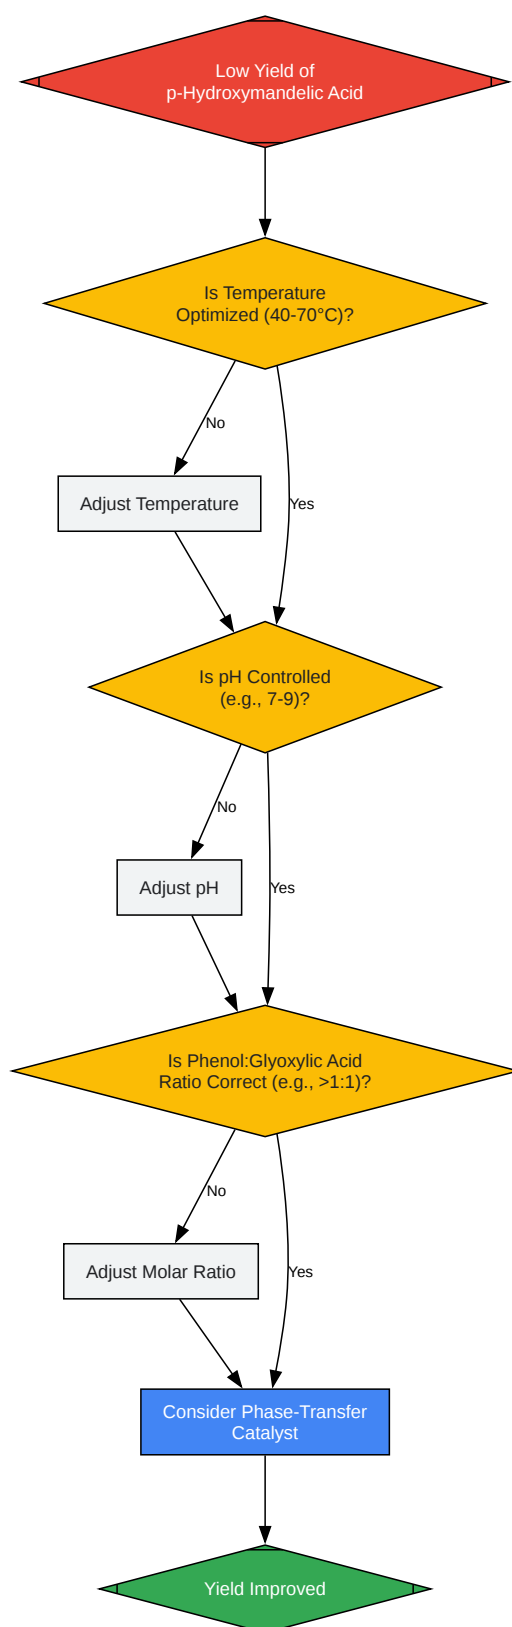 Low Yield of
p-Hydroxymandelic Acid
Is Temperature
Optimized (40-70°C)?
No
Adjust Temperature
Yes
Is pH Controlled
(e.g., 7-9)?
No
Adjust pH
Yes
Is Phenol:Glyoxylic Acid
Ratio Correct (e.g., >1:1)?
No
Adjust Molar Ratio
Yes
Consider Phase-Transfer
Catalyst
Yield Improved